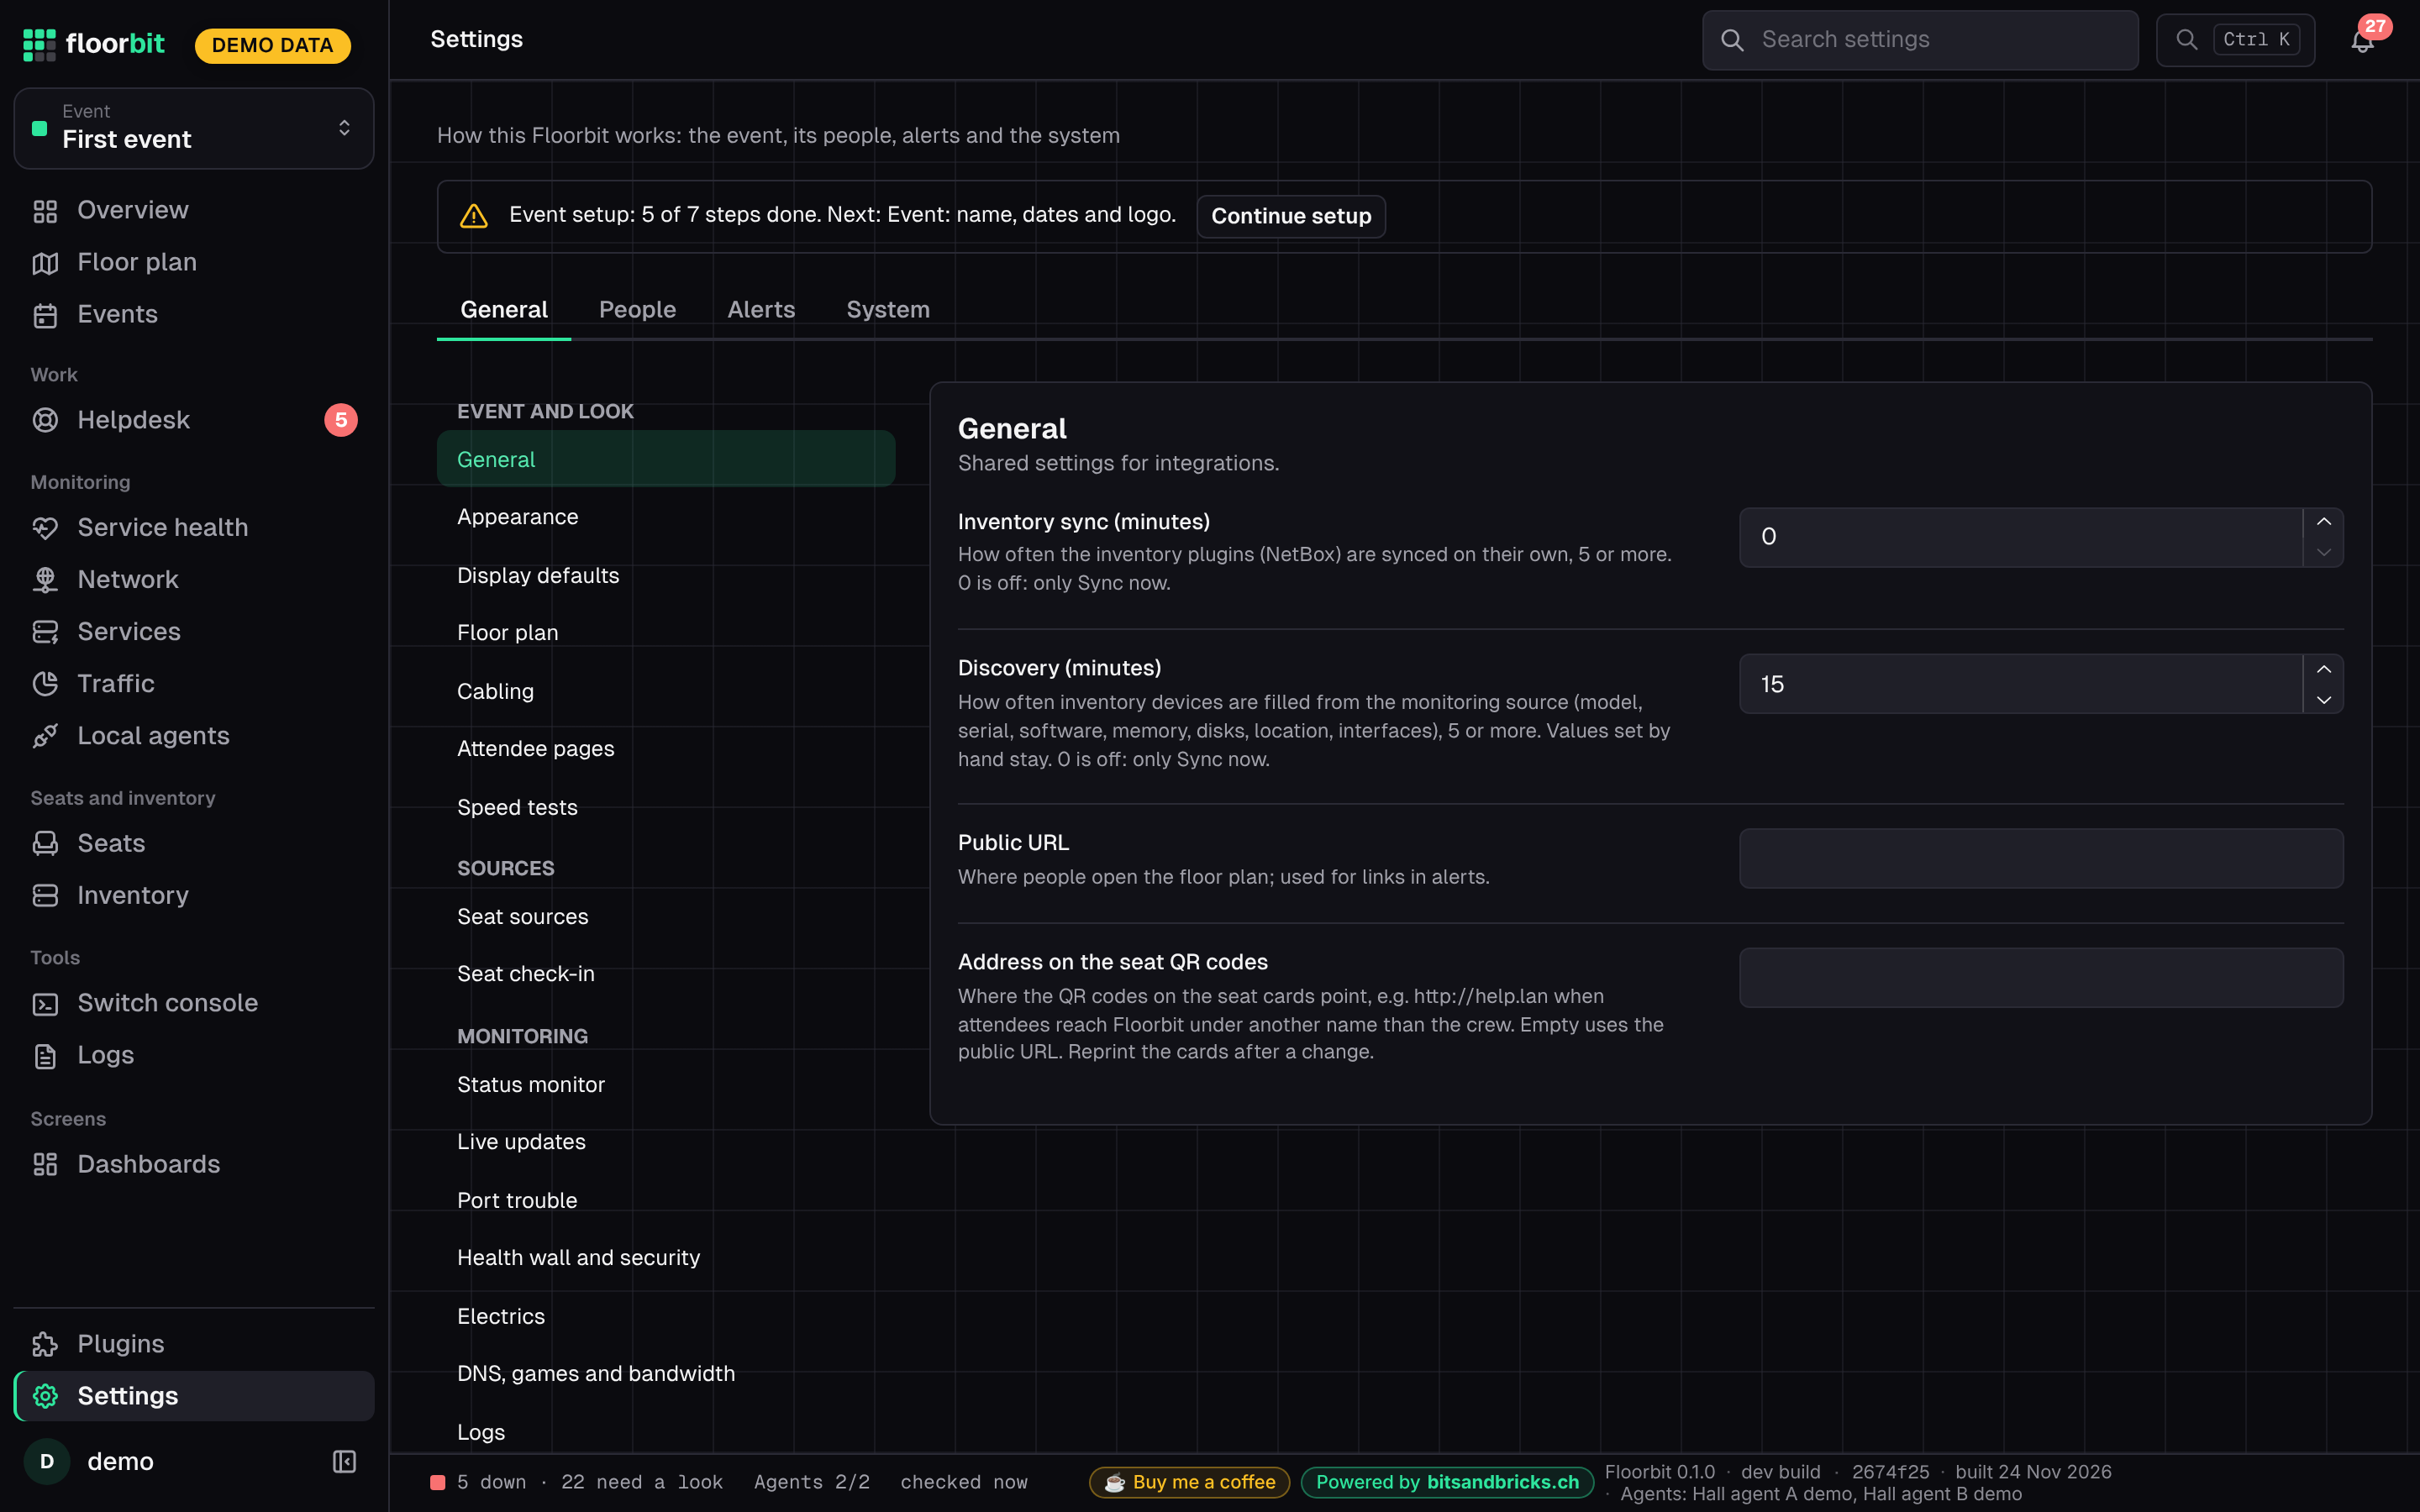 floorbit
DEMO DATA
Event
First event
Overview
Floor plan
Events
Work
Helpdesk
5
Monitoring
Service health
Network
Services
Traffic
Local agents
Seats and inventory
Seats
Inventory
Tools
Switch console
Logs
Screens
Dashboards
Plugins
Settings
D
demo
Settings
Search settings
Ctrl K
27
How this Floorbit works: the event, its people, alerts and the system
Event setup: 5 of 7 steps done. Next: Event: name, dates and logo.
Continue setup
General
People
Alerts
System
EVENT AND LOOK
General
Appearance
Display defaults
Floor plan
Cabling
Attendee pages
Speed tests
SOURCES
Seat sources
Seat check-in
MONITORING
Status monitor
Live updates
Port trouble
Health wall and security
Electrics
DNS, games and bandwidth
Logs
General
Shared settings for integrations.
Inventory sync (minutes)
How often the inventory plugins (NetBox) are synced on their own, 5 or more.
0 is off: only Sync now.
0
Discovery (minutes)
How often inventory devices are filled from the monitoring source (model,
serial, software, memory, disks, location, interfaces), 5 or more. Values set by
hand stay. 0 is off: only Sync now.
15
Public URL
Where people open the floor plan; used for links in alerts.
Address on the seat QR codes
Where the QR codes on the seat cards point, e.g. http://help.lan when
attendees reach Floorbit under another name than the crew. Empty uses the
public URL. Reprint the cards after a change.
5 down · 22 need a look
Agents 2/2
checked now
☕ Buy me a coffee
Powered by bitsandbricks.ch
Floorbit 0.1.0 · dev build · 2674f25 · built 24 Nov 2026
· Agents: Hall agent A demo, Hall agent B demo